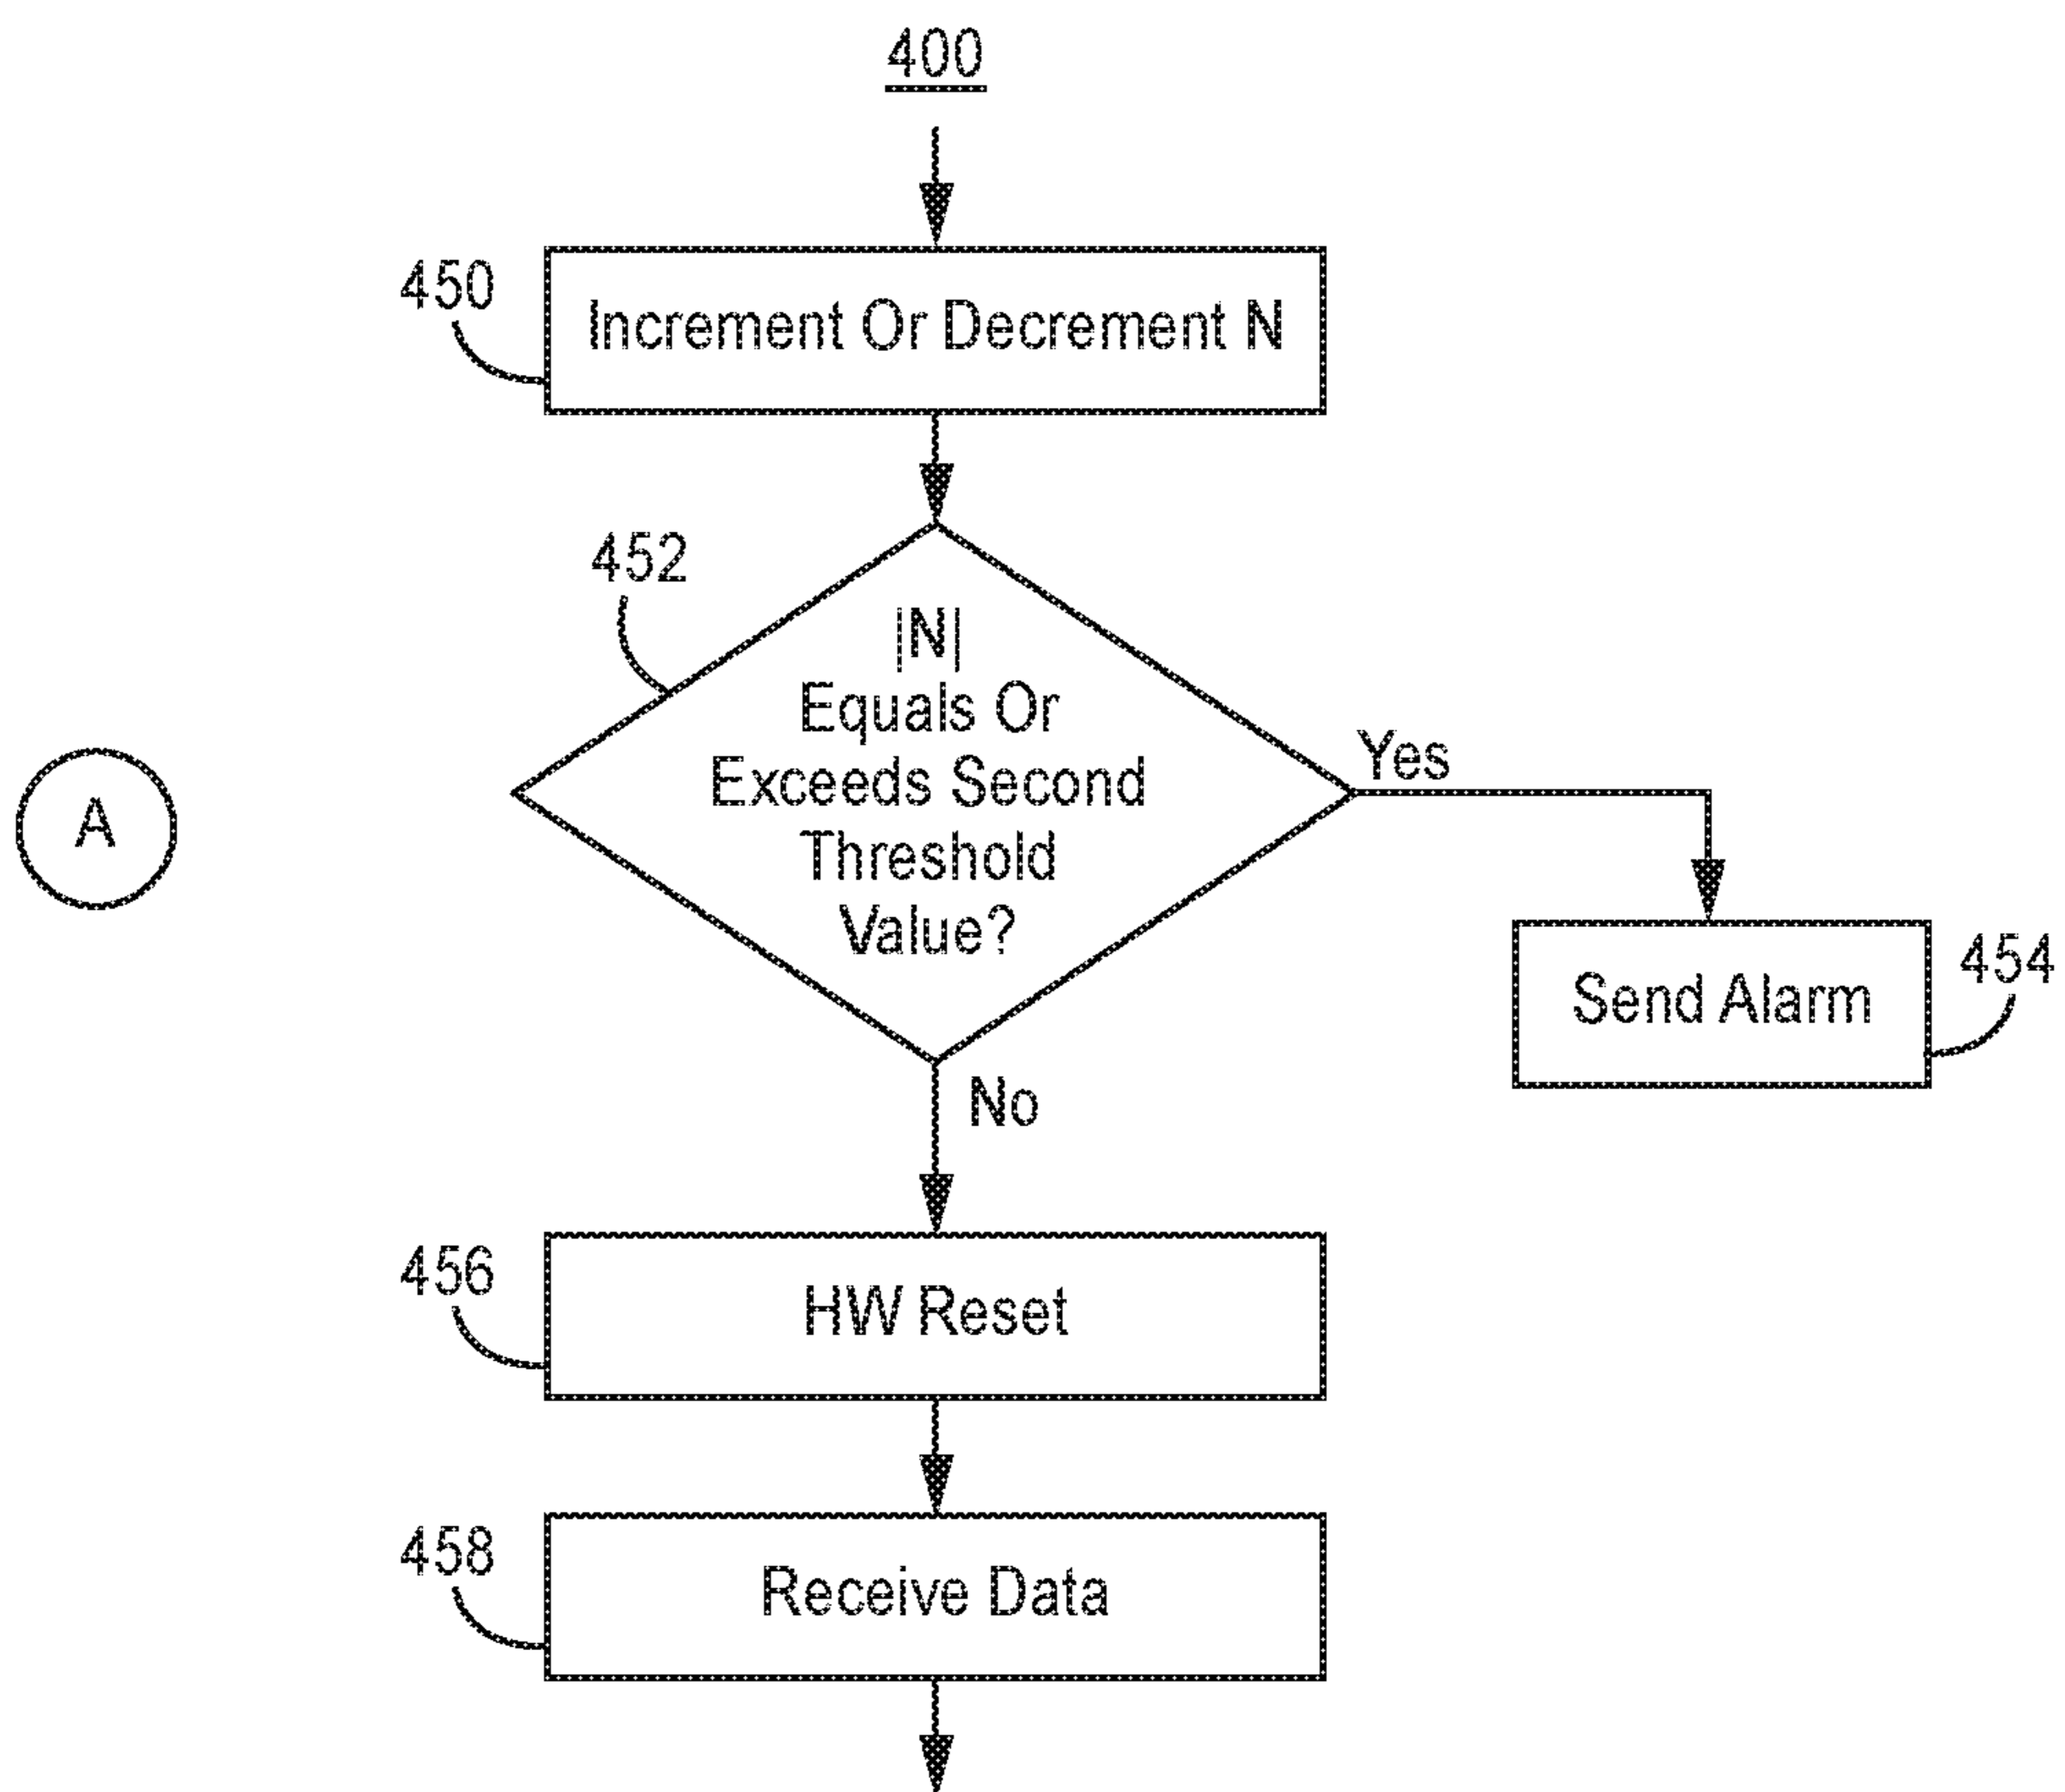 400
450
Increment Or Decrement N
452
|N|
Equals Or
Exceeds Second
Threshold
Value?
Yes
A
454
Send Alarm
No
456
HW Reset
458
Receive Data